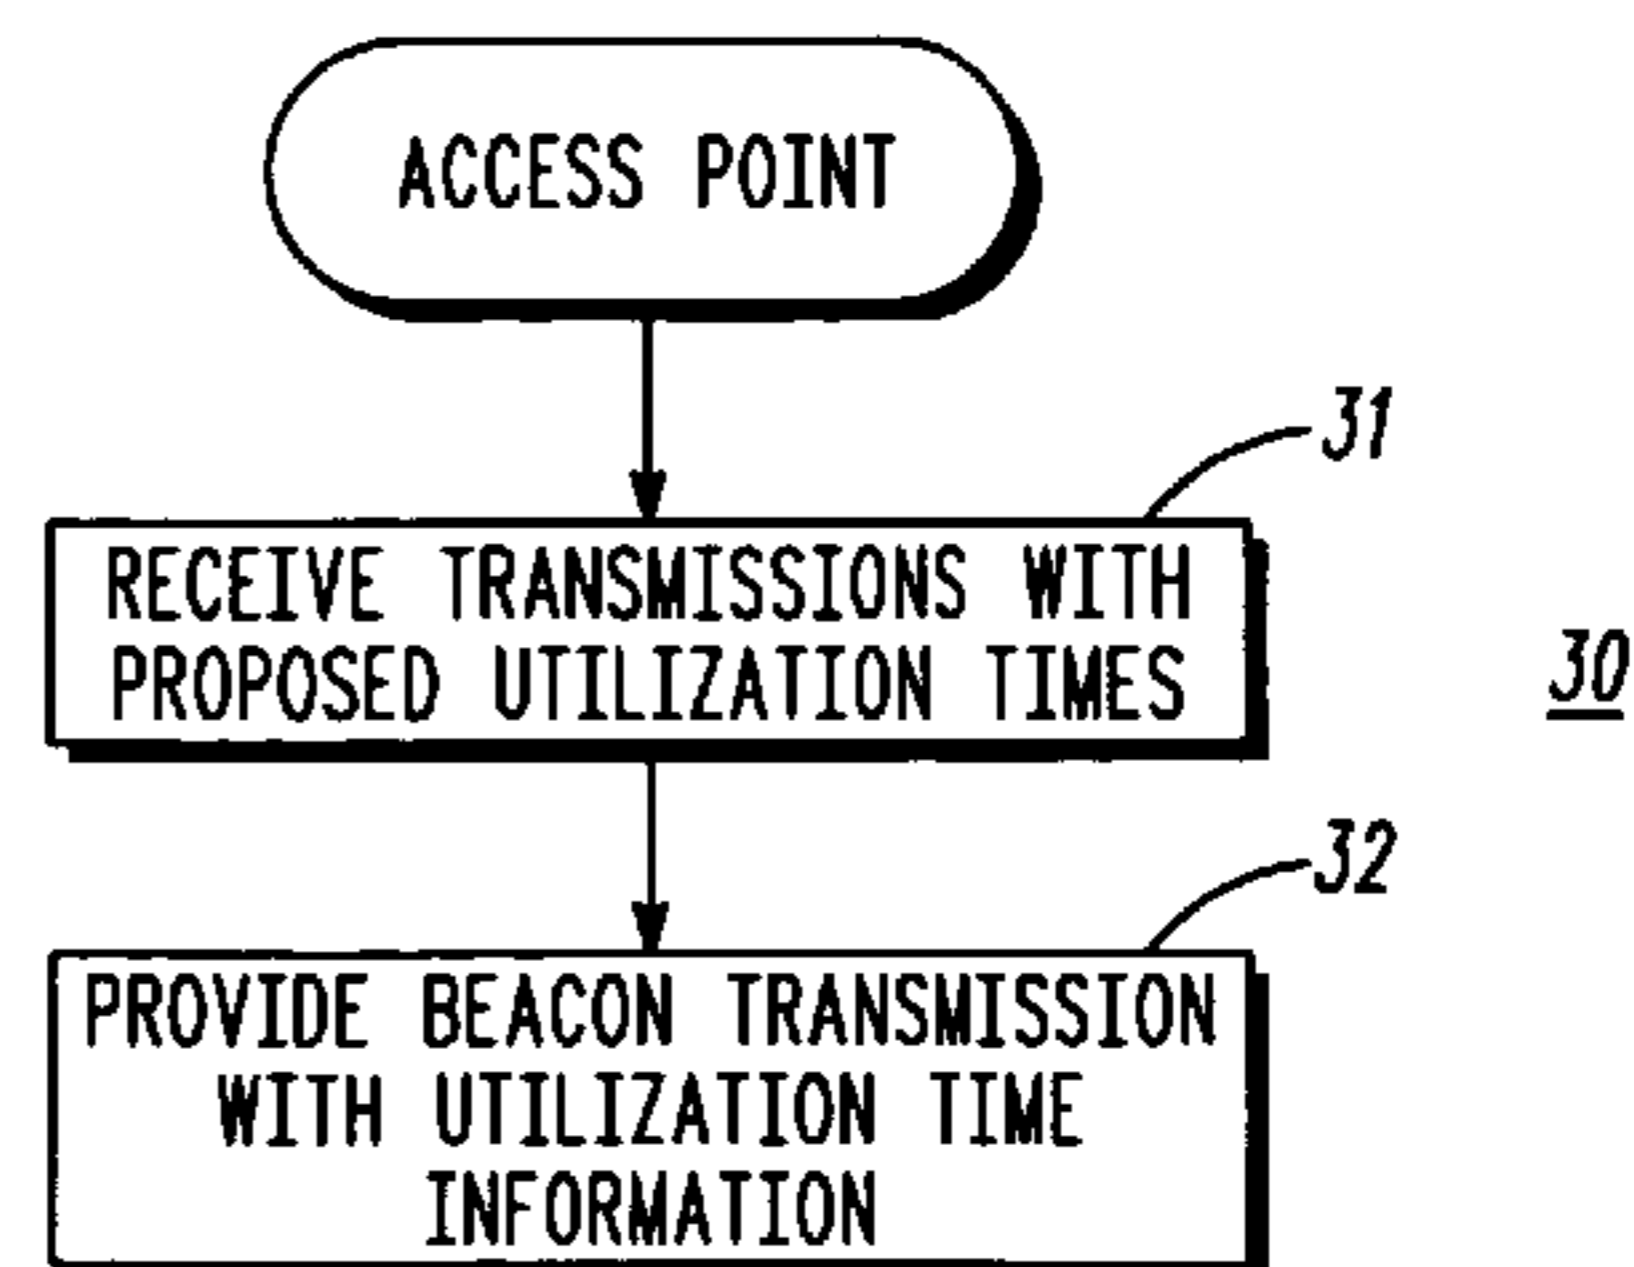 ACCESS POINT
31
RECEIVE TRANSMISSIONS WITH
PROPOSED UTILIZATION TIMES
30
32
PROVIDE BEACON TRANSMISSION
WITH UTILIZATION TIME
INFORMATION